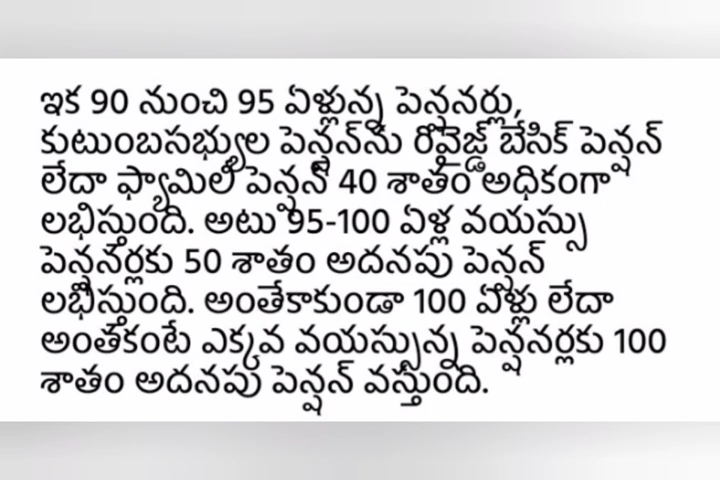 ఇక 90 నుంచి 95 ఏళ్లున్న పెన్షనర్లు,
కుటుంబసభ్యుల పెన్షన్‌ను రివైజ్డ్ బేసిక్ పెన్షన్
లేదా ఫ్యామిలీ పెన్షన్ 40 శాతం అధికంగా
లభిస్తుంది. అటు 95-100 ఏళ్ల వయస్సు
పెన్షనర్లకు 50 శాతం అదనపు పెన్షన్
లభిస్తుంది. అంతేకాకుండా 100 ఏళ్లు లేదా
అంతకంటే ఎక్కవ వయస్సున్న పెన్షనర్లకు 100
శాతం అదనపు పెన్షన్ వస్తుంది.